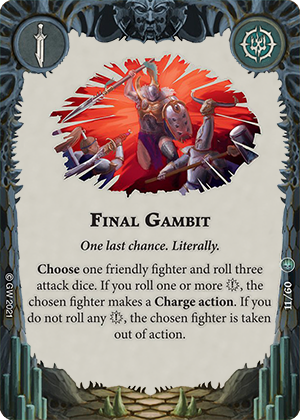 FINAL GAMBIT
One last chance. Literally.
Choose one friendly fighter and roll three
attack dice. If you roll one or more , the
chosen fighter makes a Charge action. If you
do not roll any , the chosen fighter is taken
out of action.
© GW 2021
11/60